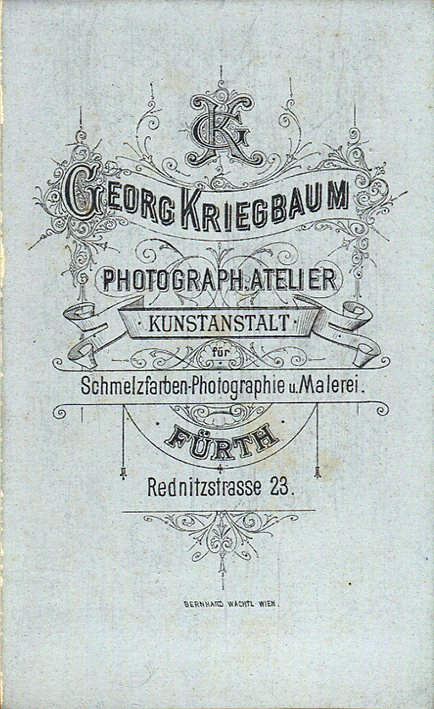 GK
GEORG KRIEGBAUM
PHOTOGRAPH. ATELIER
· KUNSTANSTALT ·
für
Schmelzfarben-Photographie u. Malerei.
FÜRTH
Rednitzstrasse 23.
BERNHARD WACHTL WIEN.